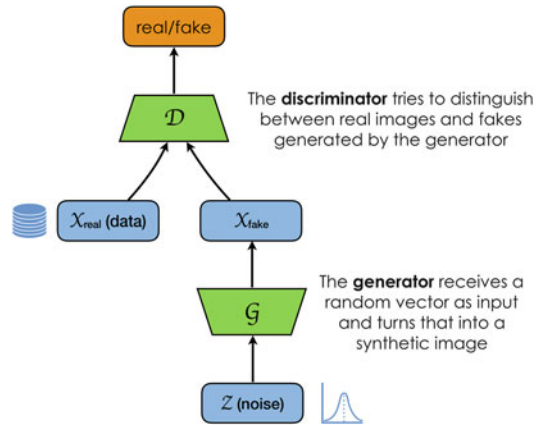 real/fake
The discriminator tries to distinguish
between real images and fakes
generated by the generator
𝒟
𝒳real (data)
𝒳fake
The generator receives a
random vector as input
and turns that into a
synthetic image
𝒢
𝒵 (noise)